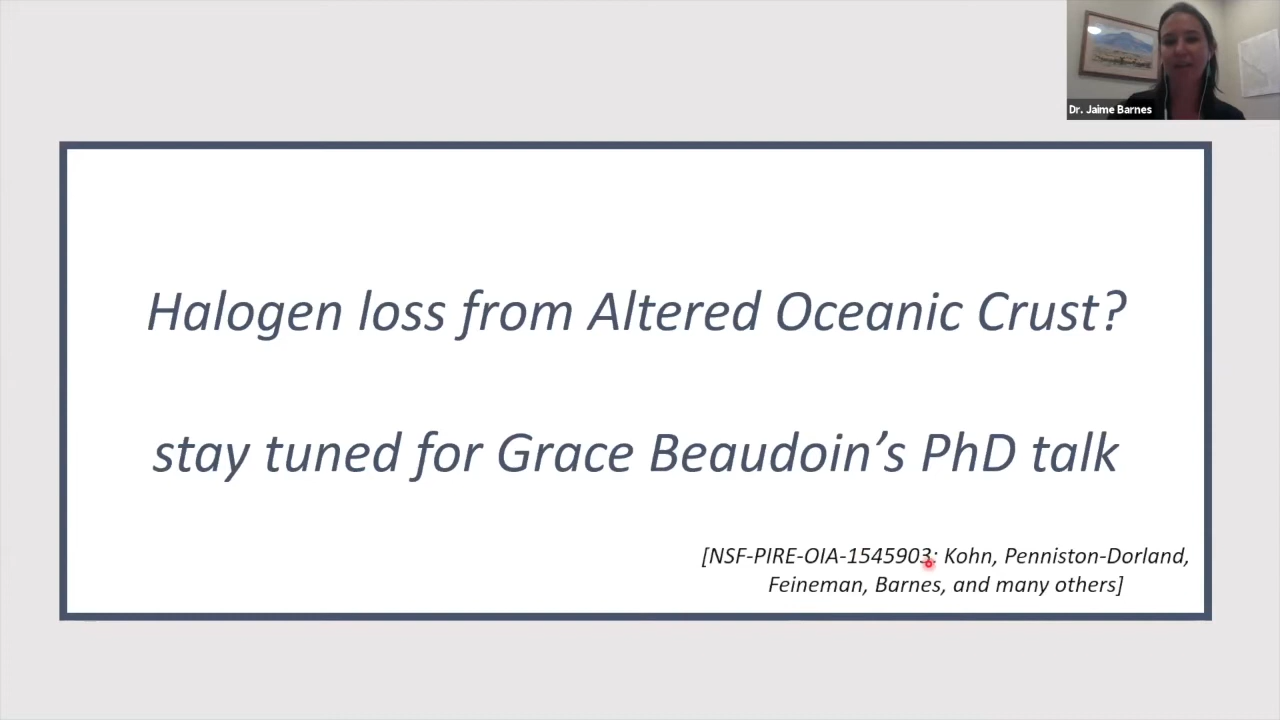 Dr. Jaime Barnes
Halogen loss from Altered Oceanic Crust?
stay tuned for Grace Beaudoin’s PhD talk
[NSF-PIRE-OIA-1545903: Kohn, Penniston-Dorland,
Feineman, Barnes, and many others]